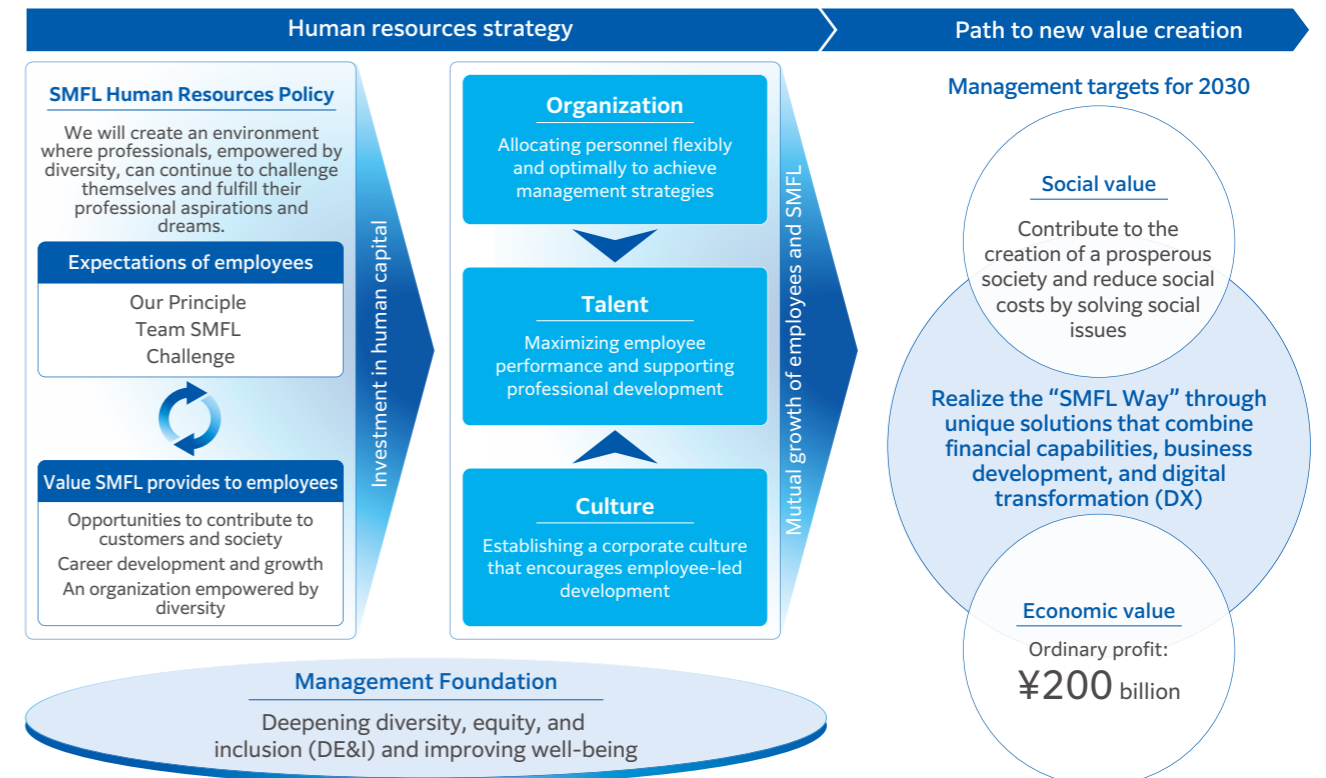 Human resources strategy
Path to new value creation
SMFL Human Resources Policy
We will create an environment
where professionals, empowered by
diversity, can continue to challenge
themselves and fulfill their
professional aspirations and
dreams.
Expectations of employees
Our Principle
Team SMFL
Challenge
Value SMFL provides to employees
Opportunities to contribute to
customers and society
Career development and growth
An organization empowered by
diversity
Investment in human capital
Organization
Allocating personnel flexibly
and optimally to achieve
management strategies
Talent
Maximizing employee
performance and supporting
professional development
Culture
Establishing a corporate culture
that encourages employee-led
development
Mutual growth of employees and SMFL
Management targets for 2030
Social value
Contribute to the
creation of a prosperous
society and reduce social
costs by solving social
issues
Realize the “SMFL Way” through
unique solutions that combine
financial capabilities, business
development, and digital
transformation (DX)
Economic value
Ordinary profit:
¥200 billion
Management Foundation
Deepening diversity, equity, and
inclusion (DE&I) and improving well-being